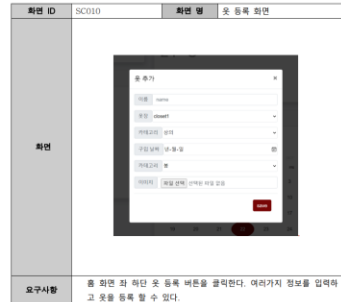 화면 ID SC010 화면 명 옷 등록 화면
화면
옷 추가 ×
이름 name
옷장 closet1
카테고리 상의
구입 날짜 년-월-일
카테고리 봄
이미지 파일 선택 선택된 파일 없음
save
요구사항
홈 화면 좌 하단 옷 등록 버튼을 클릭한다. 여러가지 정보를 입력하
고 옷을 등록 할 수 있다.